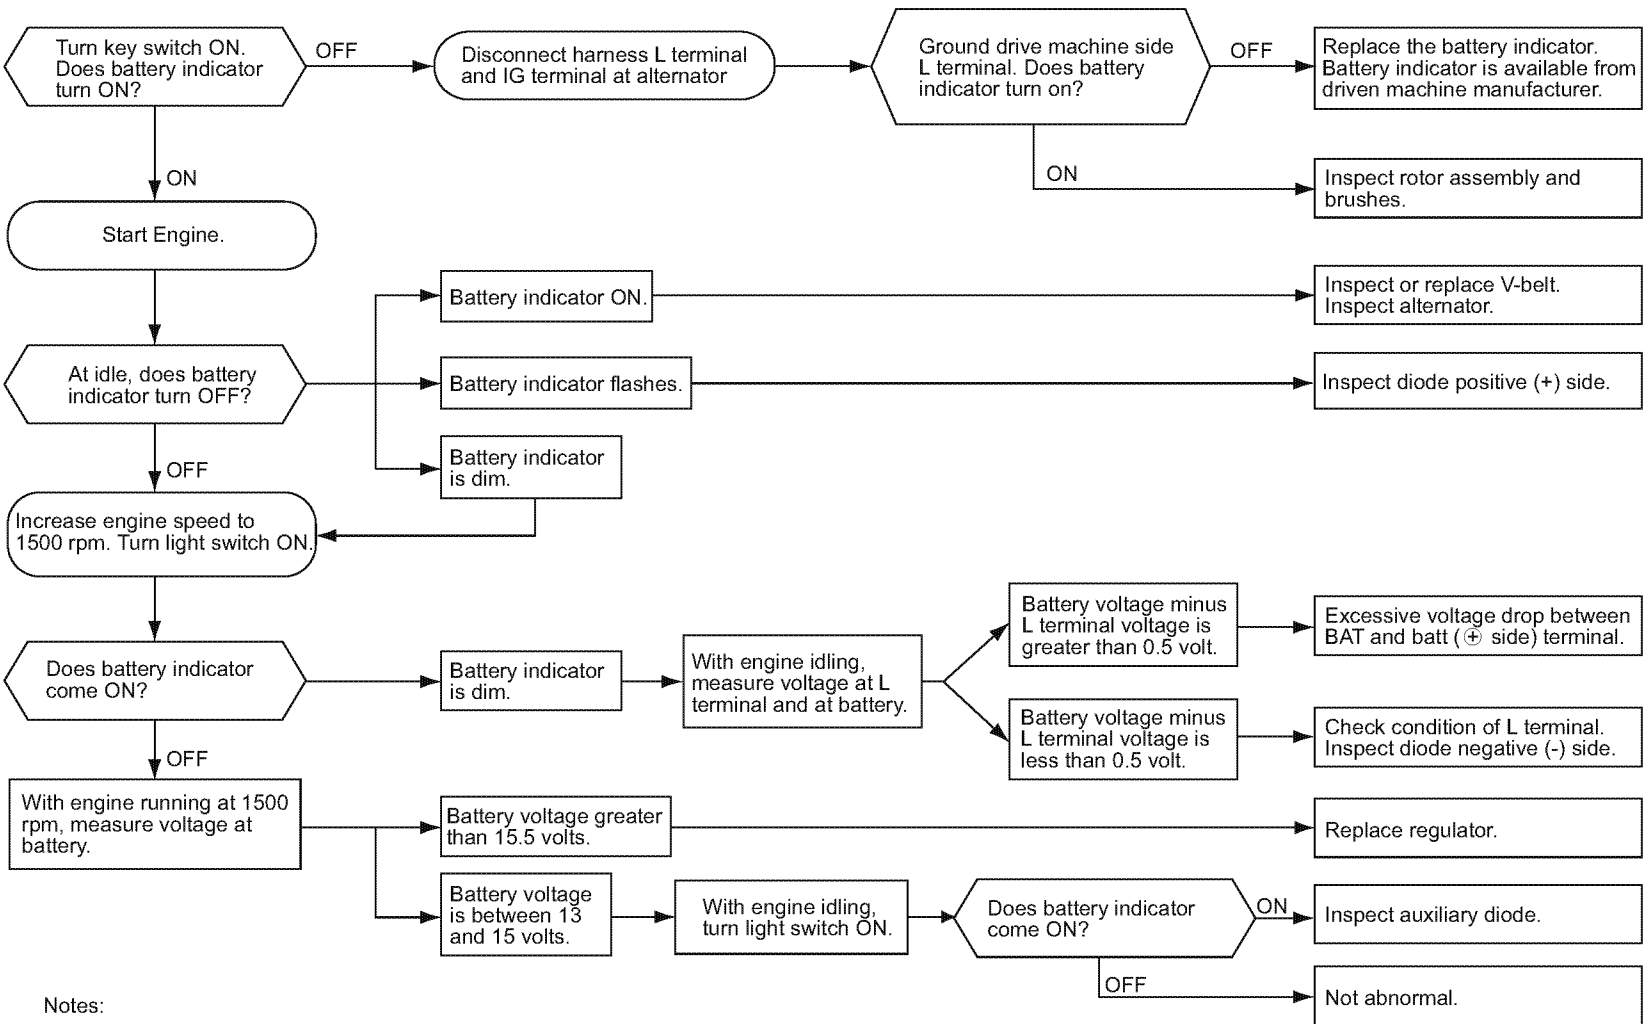 Turn key switch ON.
Does battery indicator
turn ON?
OFF
Disconnect harness L terminal
and IG terminal at alternator
Ground drive machine side
L terminal. Does battery
indicator turn on?
OFF
Replace the battery indicator.
Battery indicator is available from
driven machine manufacturer.
ON
Inspect rotor assembly and
brushes.
ON
Start Engine.
Battery indicator ON.
Inspect or replace V-belt.
Inspect alternator.
At idle, does battery
indicator turn OFF?
Battery indicator flashes.
Inspect diode positive (+) side.
Battery indicator
is dim.
OFF
Increase engine speed to
1500 rpm. Turn light switch ON.
Does battery indicator
come ON?
Battery indicator
is dim.
With engine idling,
measure voltage at L
terminal and at battery.
Battery voltage minus
L terminal voltage is
greater than 0.5 volt.
Excessive voltage drop between
BAT and batt (⊕ side) terminal.
Battery voltage minus
L terminal voltage is
less than 0.5 volt.
Check condition of L terminal.
Inspect diode negative (-) side.
OFF
With engine running at 1500
rpm, measure voltage at
battery.
Battery voltage greater
than 15.5 volts.
Replace regulator.
Battery voltage
is between 13
and 15 volts.
With engine idling,
turn light switch ON.
Does battery indicator
come ON?
ON
Inspect auxiliary diode.
OFF
Not abnormal.
Notes: